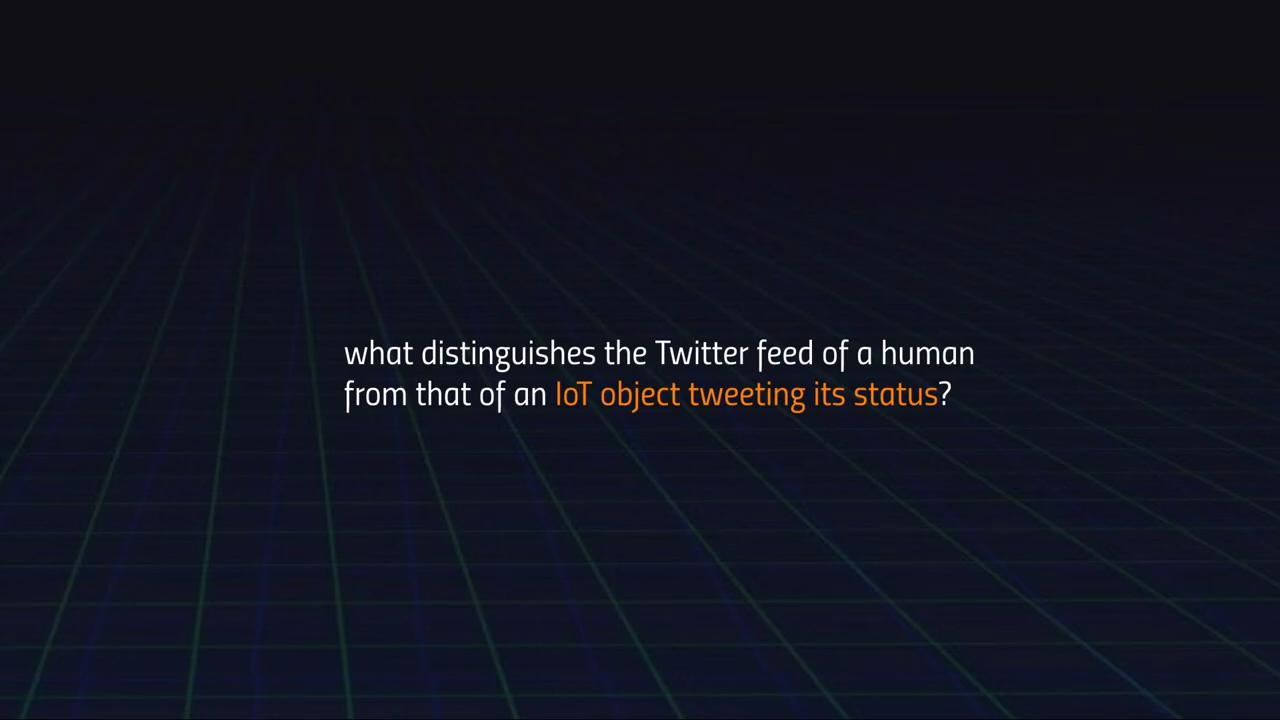 what distinguishes the Twitter feed of a human
from that of an IoT object tweeting its status?